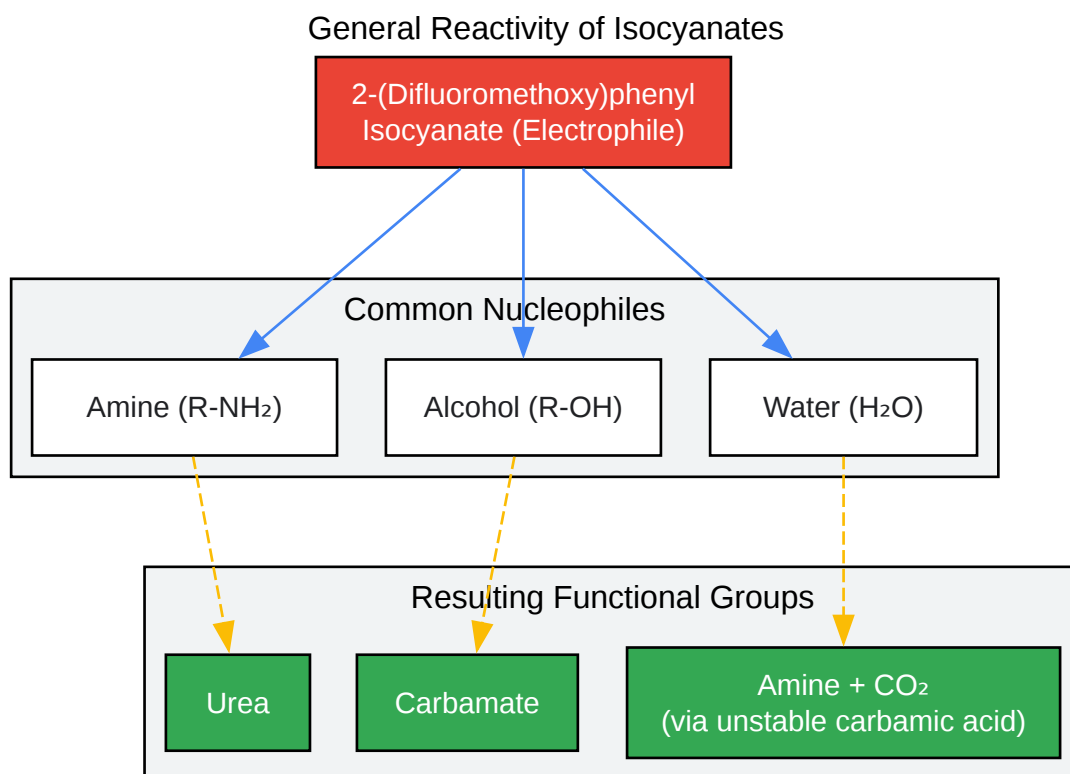 General Reactivity of Isocyanates
2-(Difluoromethoxy)phenyl
Isocyanate (Electrophile)
Common Nucleophiles
Amine (R-NH₂)
Alcohol (R-OH)
Water (H₂O)
Resulting Functional Groups
Urea
Carbamate
Amine + CO₂
(via unstable carbamic acid)